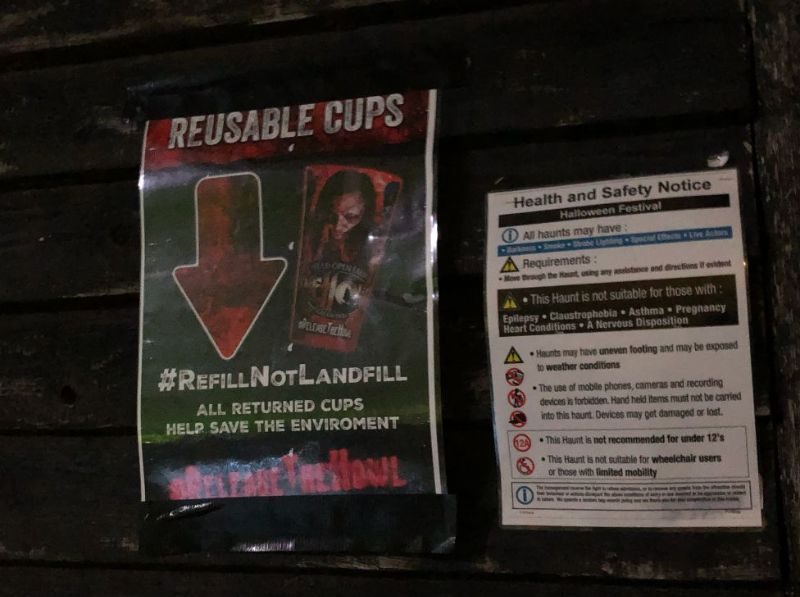 REUSABLE CUPS
#RELEASETHEHOWL
#REFILLNOTLANDFILL
ALL RETURNED CUPS
HELP SAVE THE ENVIROMENT
#RELEASETHEHOWL
Health and Safety Notice
Halloween Festival
All haunts may have :
• Darkness • Smoke • Strobe Lighting • Special Effects • Live Actors
Requirements :
• Move through the Haunt, using any assistance and directions if evident
• This Haunt is not suitable for those with :
Epilepsy • Claustrophobia • Asthma • Pregnancy
Heart Conditions • A Nervous Disposition
• Haunts may have uneven footing and may be exposed
to weather conditions
• The use of mobile phones, cameras and recording
devices is forbidden. Hand held items must not be carried
into this haunt. Devices may get damaged or lost.
12A
• This Haunt is not recommended for under 12's
• This Haunt is not suitable for wheelchair users
or those with limited mobility